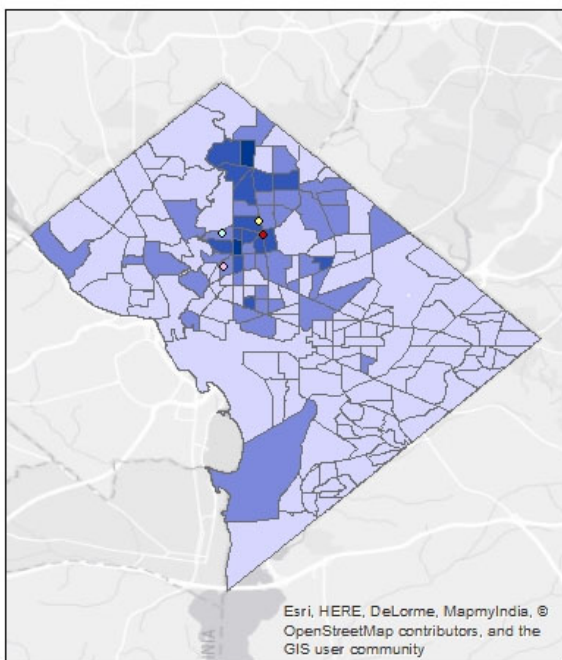 Esri, HERE, DeLorme, MapmyIndia, ©
OpenStreetMap contributors, and the
GIS user community